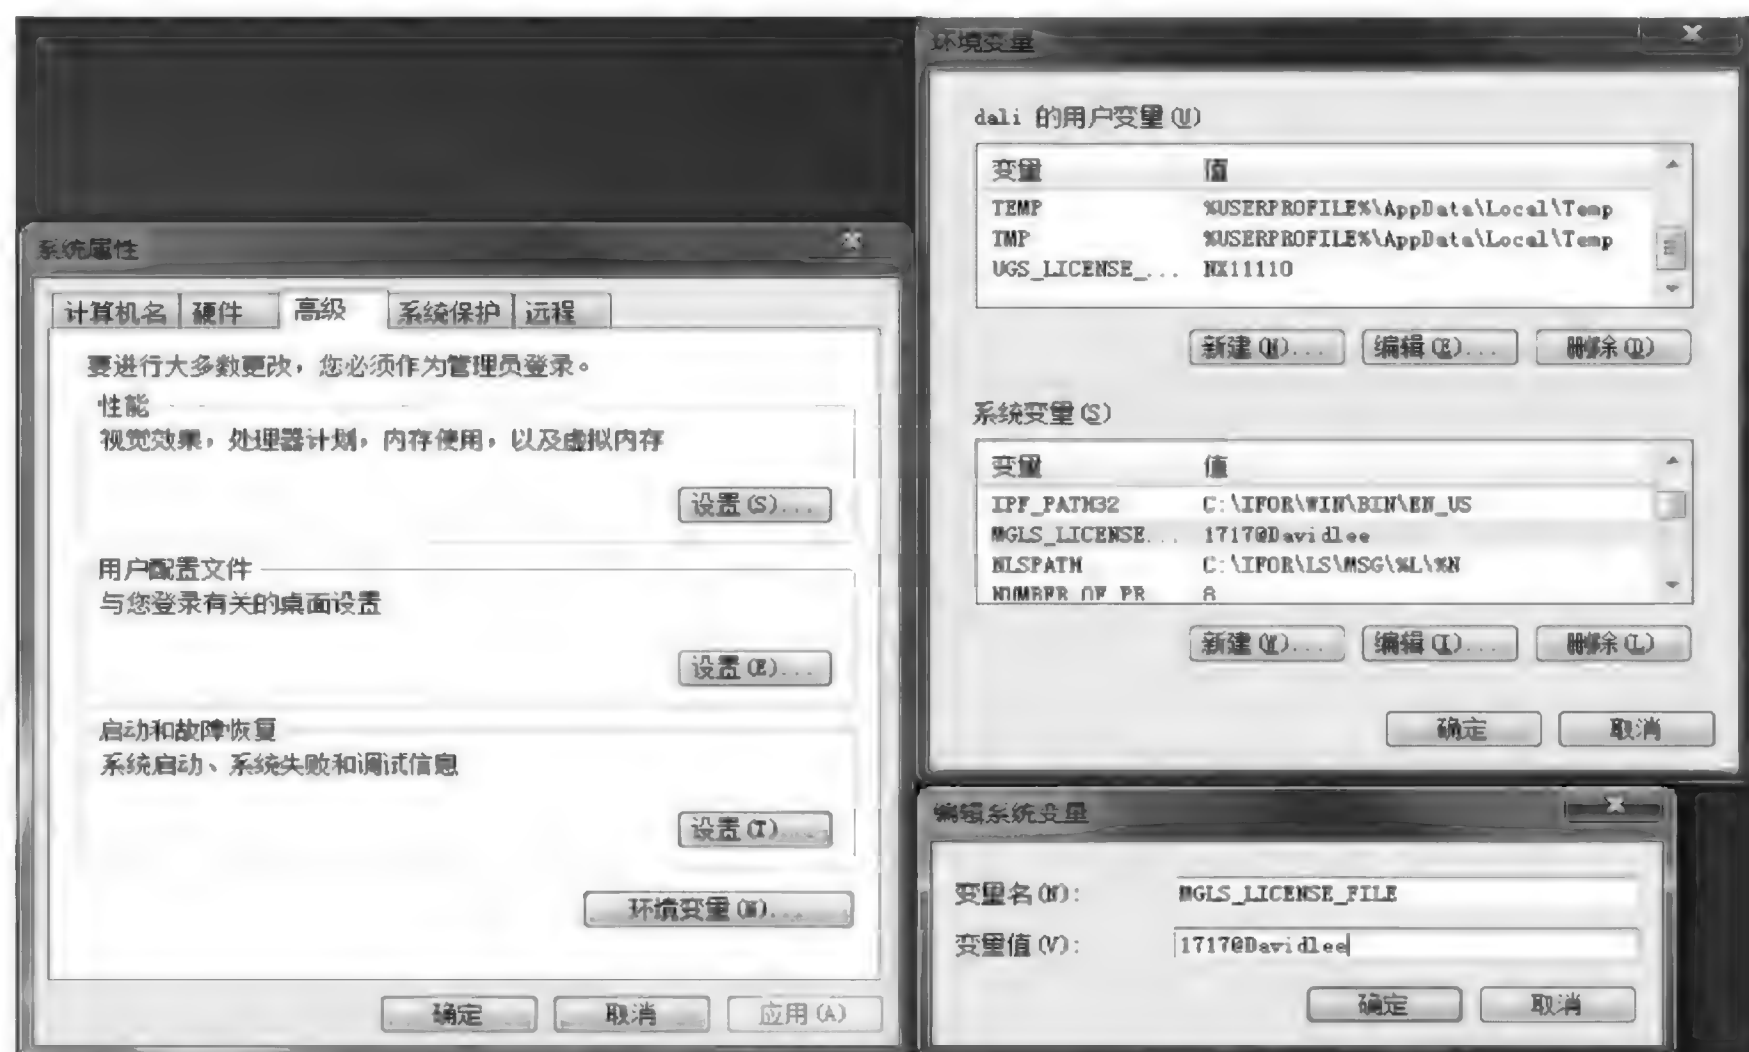 系统属性
计算机名 硬件 高级 系统保护 远程
要进行大多数更改，您必须作为管理员登录。
性能
视觉效果，处理器计划，内存使用，以及虚拟内存
设置(S)...
用户配置文件
与您登录有关的桌面设置
设置(E)...
启动和故障恢复
系统启动、系统失败和调试信息
设置(T)...
环境变量(N)...
确定 取消 应用(A)
环境变量
dali 的用户变量(U)
变量 值
TEMP %USERPROFILE%\AppData\Local\Temp
TMP %USERPROFILE%\AppData\Local\Temp
UGS_LICENSE_... NX11110
新建(N)... 编辑(E)... 删除(D)
系统变量(S)
变量 值
IPF_PATH32 C:\IFOR\WIN\BIN\EN_US
MGLS_LICENSE... 1717@Davidlee
NLSPATH C:\IFOR\LS\MSG\%L\%N
NUMBER_OF_PR 8
新建(W)... 编辑(I)... 删除(L)
确定 取消
编辑系统变量
变量名(N): MGLS_LICENSE_FILE
变量值(V): 1717@Davidlee
确定 取消